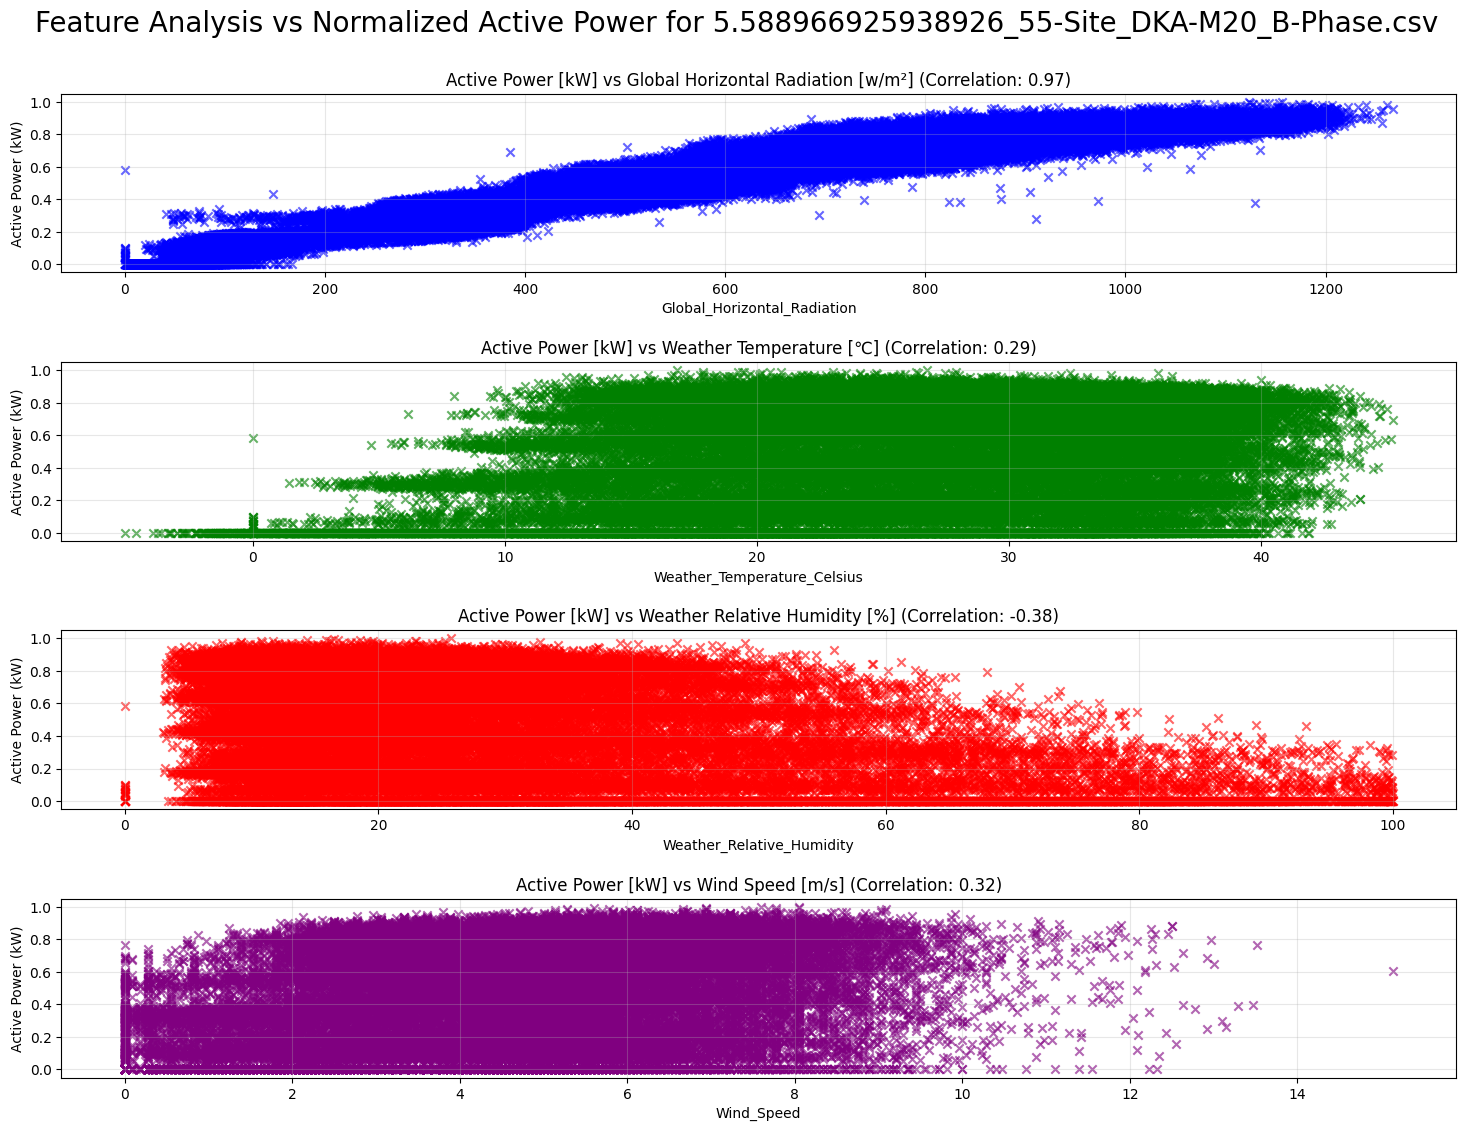 Feature Analysis vs Normalized Active Power for 5.588966925938926_55-Site_DKA-M20_B-Phase.csv
Active Power [kW] vs Global Horizontal Radiation [w/m²] (Correlation: 0.97)
Active Power (kW)
1.0
0.8
0.6
0.4
0.2
0.0
0 200 400 600 800 1000 1200
Global_Horizontal_Radiation
Active Power [kW] vs Weather Temperature [℃] (Correlation: 0.29)
Active Power (kW)
1.0
0.8
0.6
0.4
0.2
0.0
0 10 20 30 40
Weather_Temperature_Celsius
Active Power [kW] vs Weather Relative Humidity [%] (Correlation: -0.38)
Active Power (kW)
1.0
0.8
0.6
0.4
0.2
0.0
0 20 40 60 80 100
Weather_Relative_Humidity
Active Power [kW] vs Wind Speed [m/s] (Correlation: 0.32)
Active Power (kW)
1.0
0.8
0.6
0.4
0.2
0.0
0 2 4 6 8 10 12 14
Wind_Speed